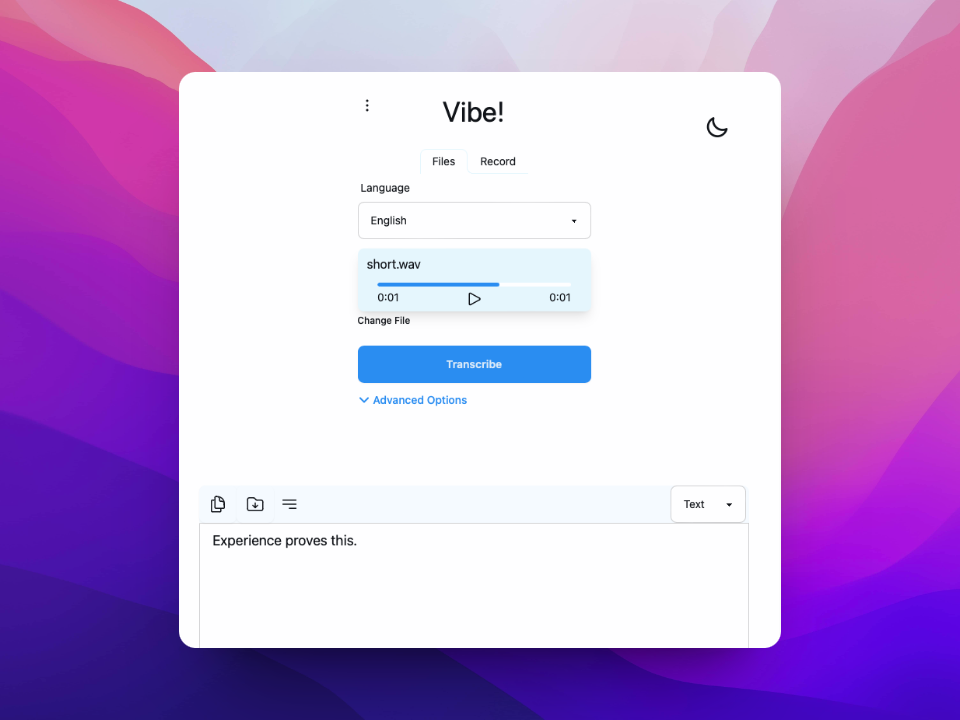 Vibe!
Files Record
Language
English
short.wav
0:01 0:01
Change File
Transcribe
Advanced Options
Text
Experience proves this.